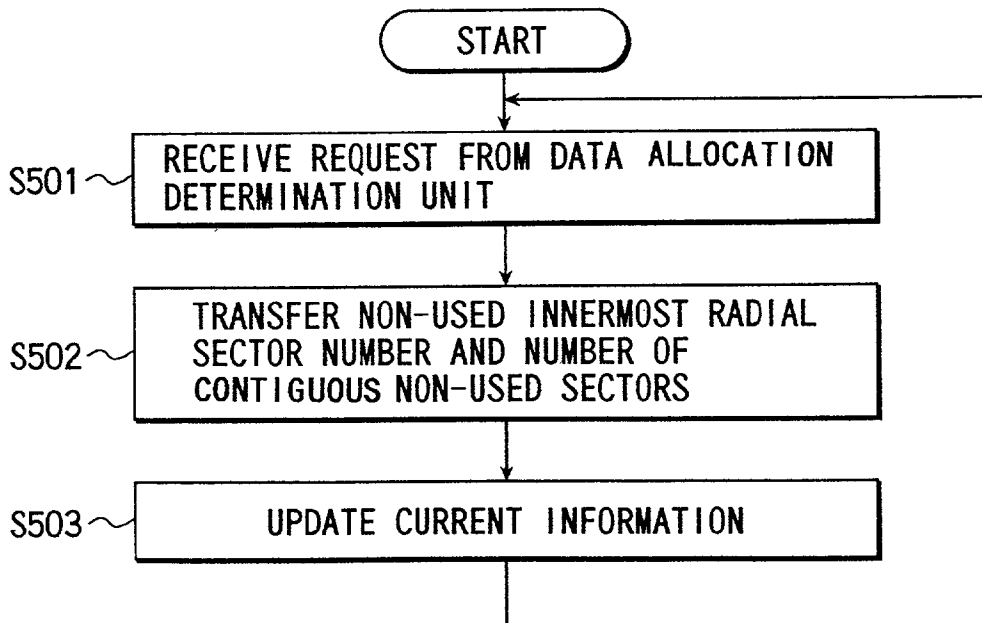 START
S501
RECEIVE REQUEST FROM DATA ALLOCATION
DETERMINATION UNIT
S502
TRANSFER NON-USED INNERMOST RADIAL
SECTOR NUMBER AND NUMBER OF
CONTIGUOUS NON-USED SECTORS
S503
UPDATE CURRENT INFORMATION